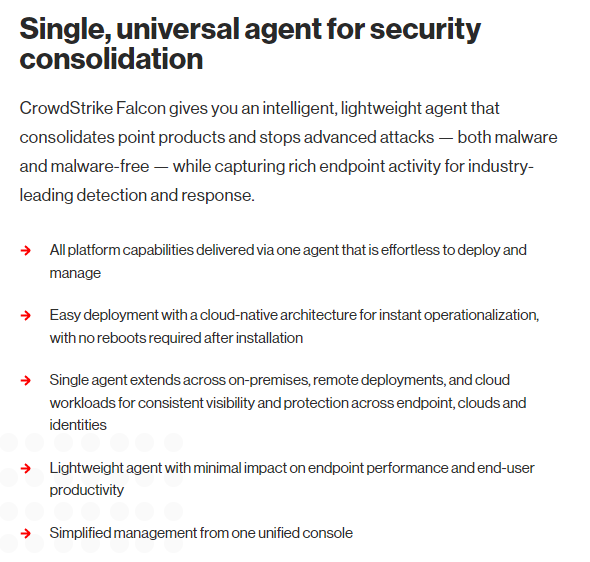 Single, universal agent for security
consolidation
CrowdStrike Falcon gives you an intelligent, lightweight agent that
consolidates point products and stops advanced attacks — both malware
and malware-free — while capturing rich endpoint activity for industry-
leading detection and response.
All platform capabilities delivered via one agent that is effortless to deploy and
manage
Easy deployment with a cloud-native architecture for instant operationalization,
with no reboots required after installation
Single agent extends across on-premises, remote deployments, and cloud
workloads for consistent visibility and protection across endpoint, clouds and
identities
Lightweight agent with minimal impact on endpoint performance and end-user
productivity
Simplified management from one unified console